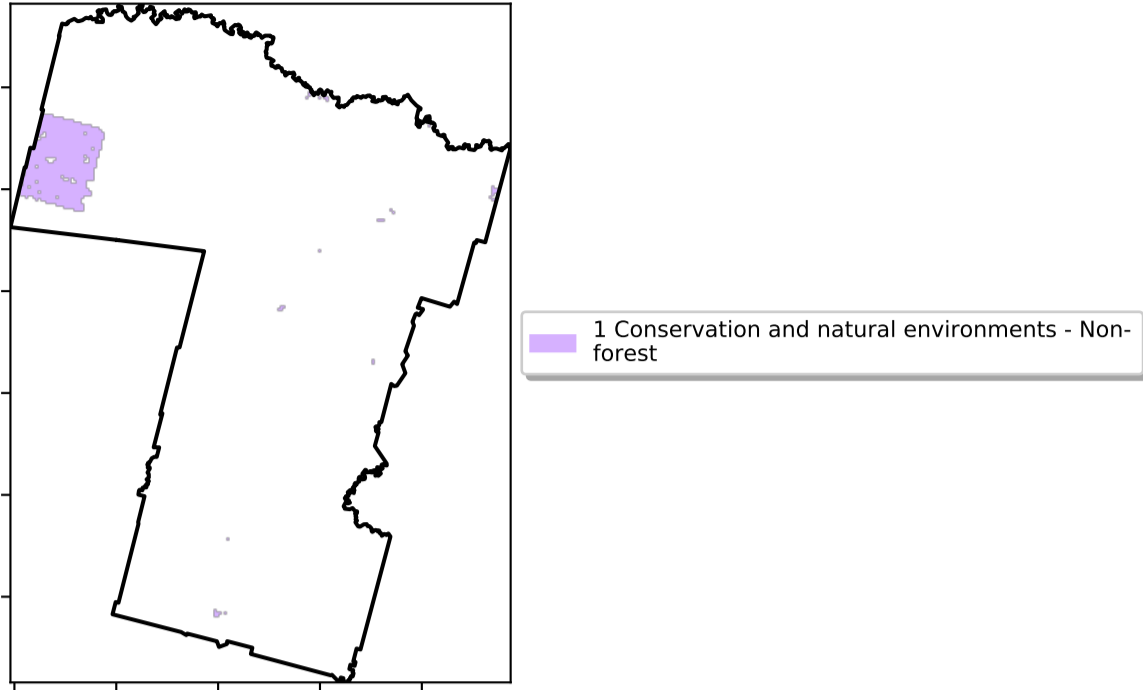 1 Conservation and natural environments - Non-
forest